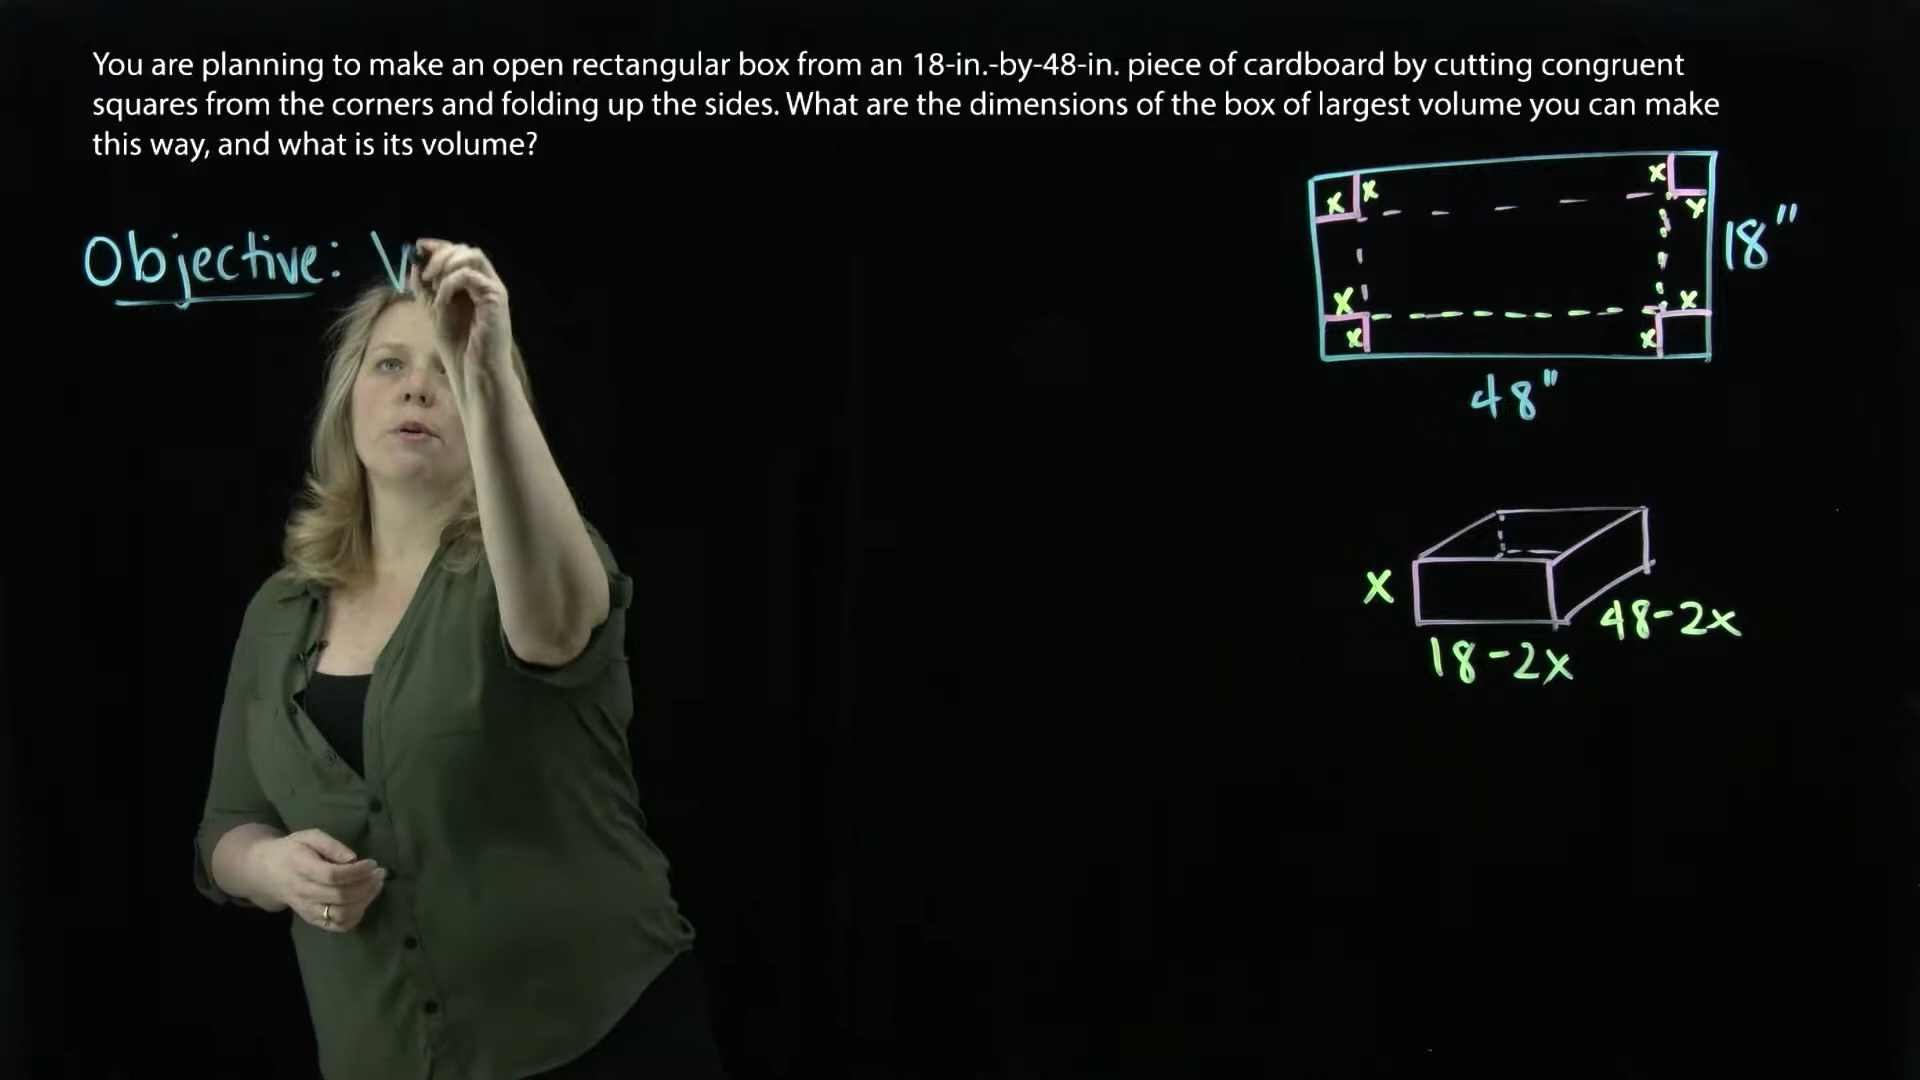 You are planning to make an open rectangular box from an 18-in.-by-48-in. piece of cardboard by cutting congruent
squares from the corners and folding up the sides. What are the dimensions of the box of largest volume you can make
this way, and what is its volume?
Objective: V
x x x x
18"
x x x x
48"
x
48-2x
18-2x